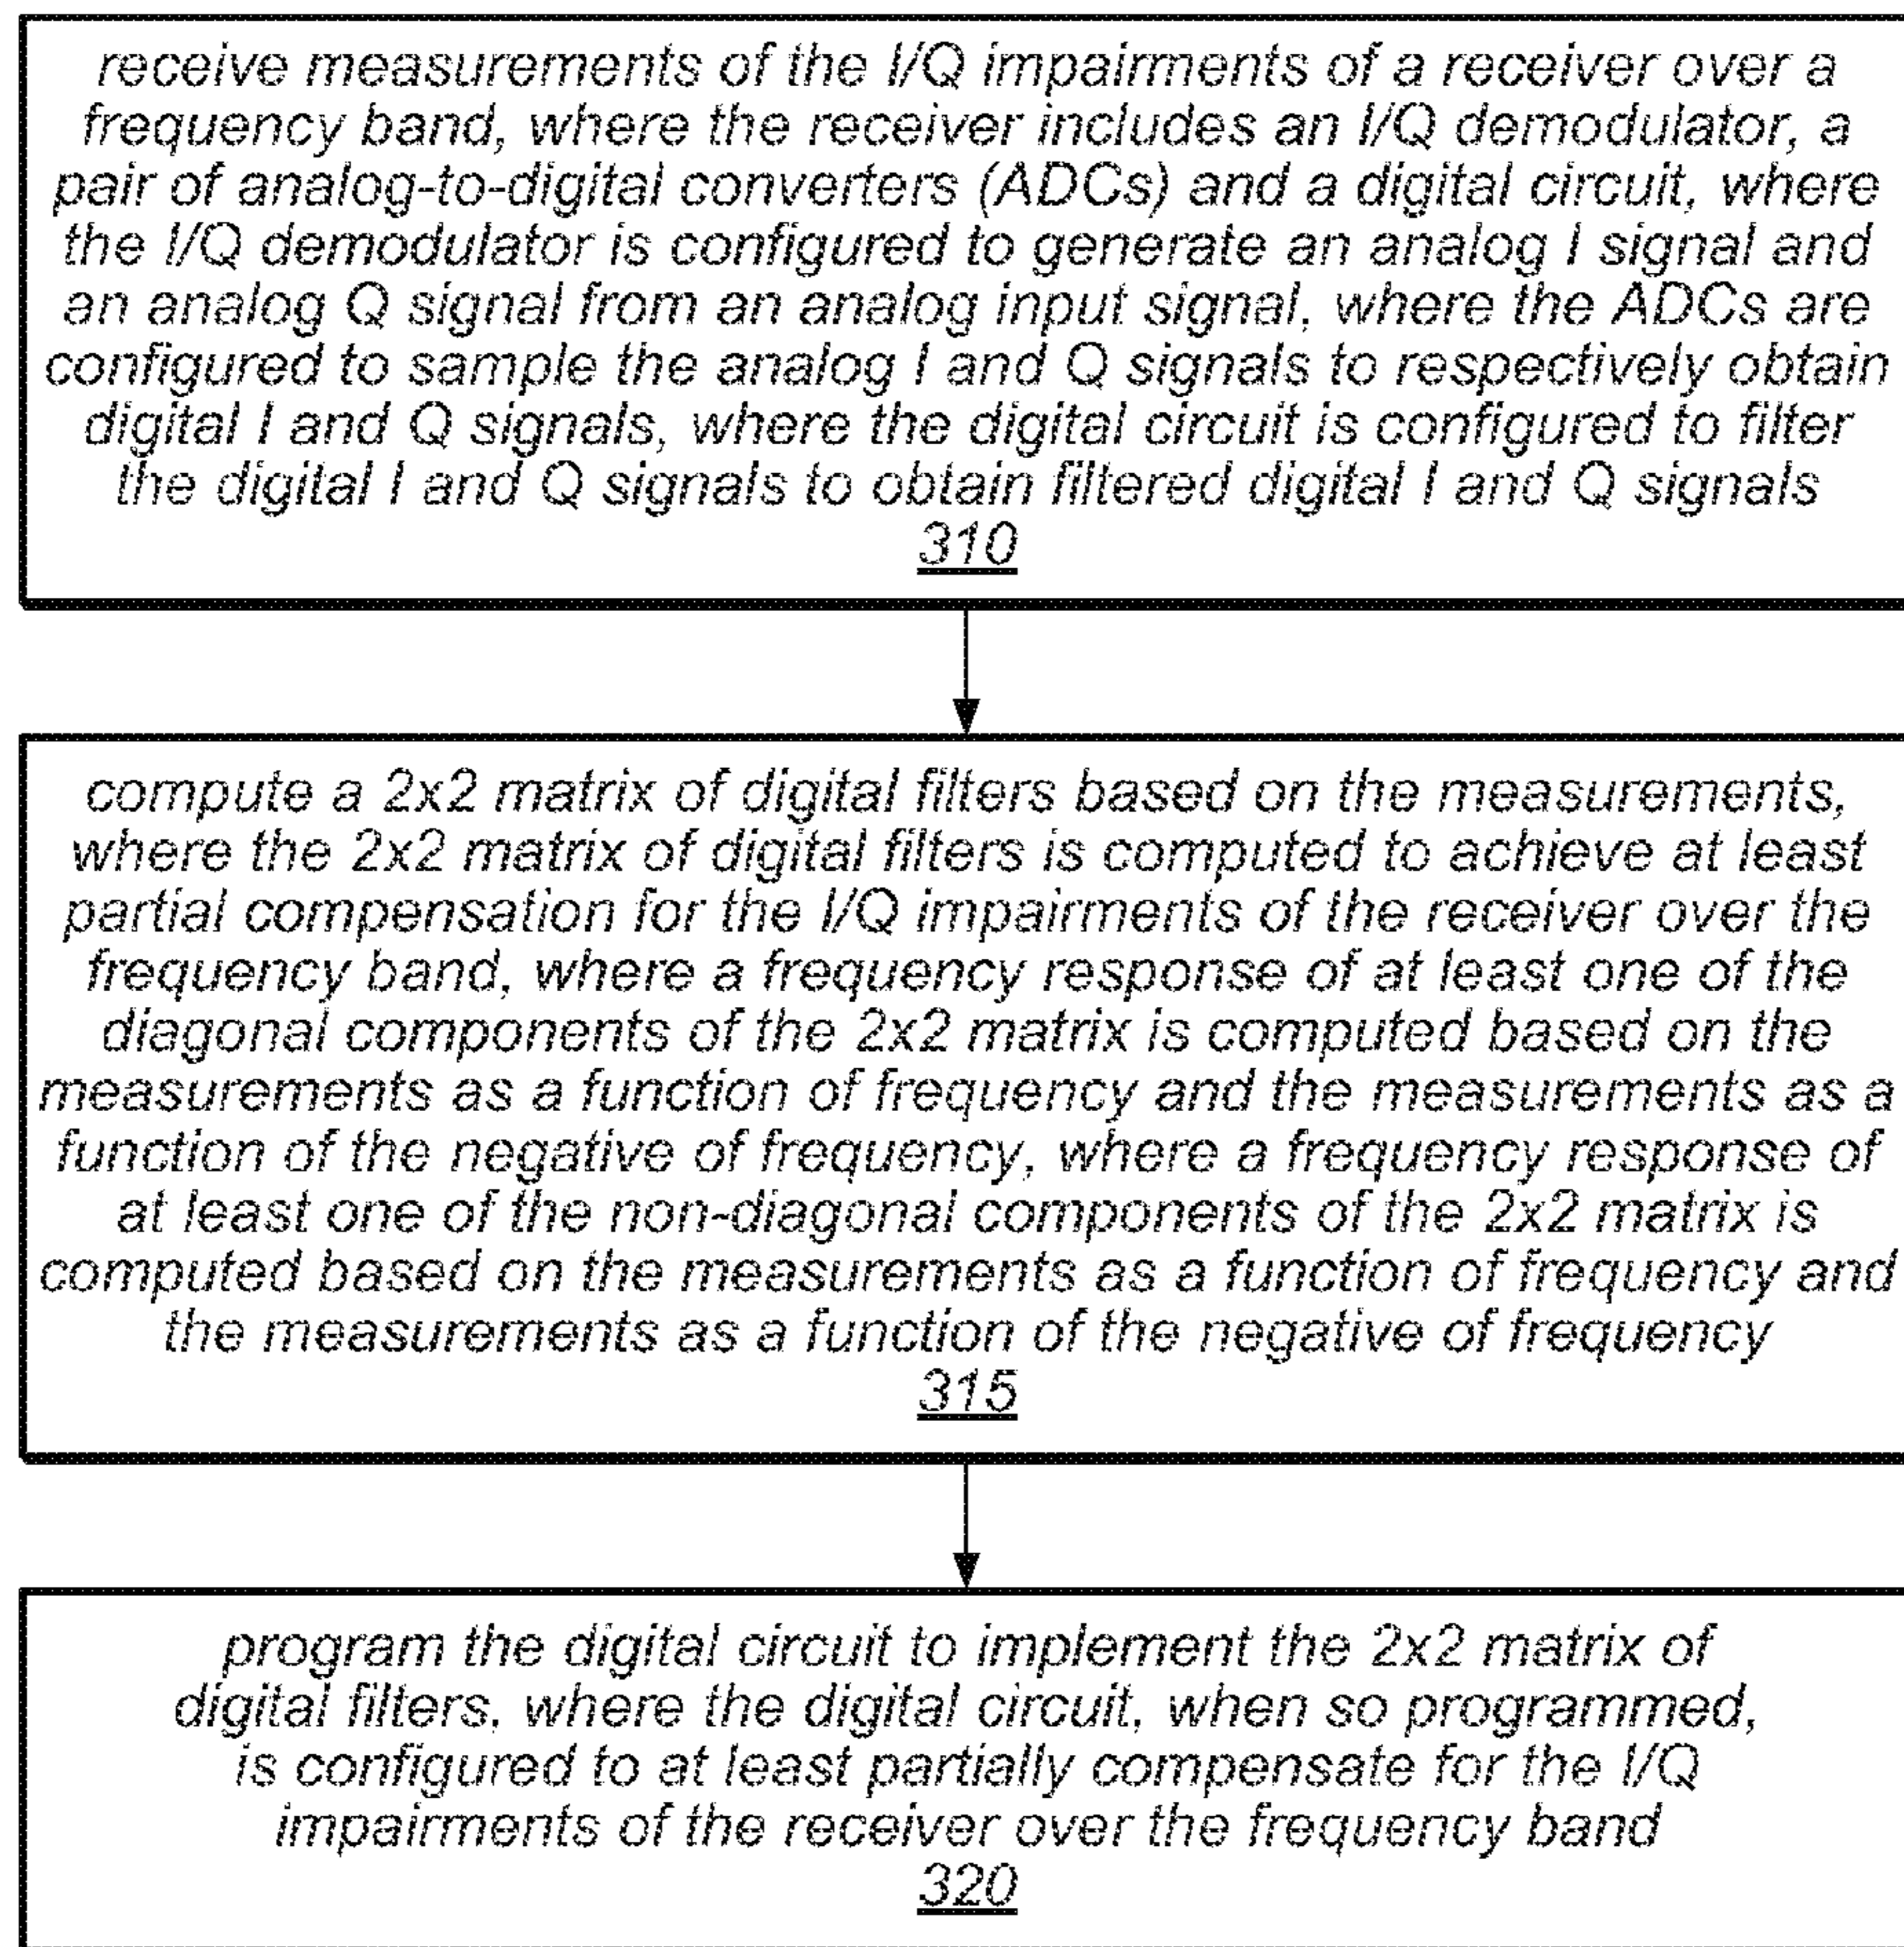 receive measurements of the I/Q impairments of a receiver over a
frequency band, where the receiver includes an I/Q demodulator, a
pair of analog-to-digital converters (ADCs) and a digital circuit, where
the I/Q demodulator is configured to generate an analog I signal and
an analog Q signal from an analog input signal, where the ADCs are
configured to sample the analog I and Q signals to respectively obtain
digital I and Q signals, where the digital circuit is configured to filter
the digital I and Q signals to obtain filtered digital I and Q signals
310
compute a 2x2 matrix of digital filters based on the measurements,
where the 2x2 matrix of digital filters is computed to achieve at least
partial compensation for the I/Q impairments of the receiver over the
frequency band, where a frequency response of at least one of the
diagonal components of the 2x2 matrix is computed based on the
measurements as a function of frequency and the measurements as a
function of the negative of frequency, where a frequency response of
at least one of the non-diagonal components of the 2x2 matrix is
computed based on the measurements as a function of frequency and
the measurements as a function of the negative of frequency
315
program the digital circuit to implement the 2x2 matrix of
digital filters, where the digital circuit, when so programmed,
is configured to at least partially compensate for the I/Q
impairments of the receiver over the frequency band
320